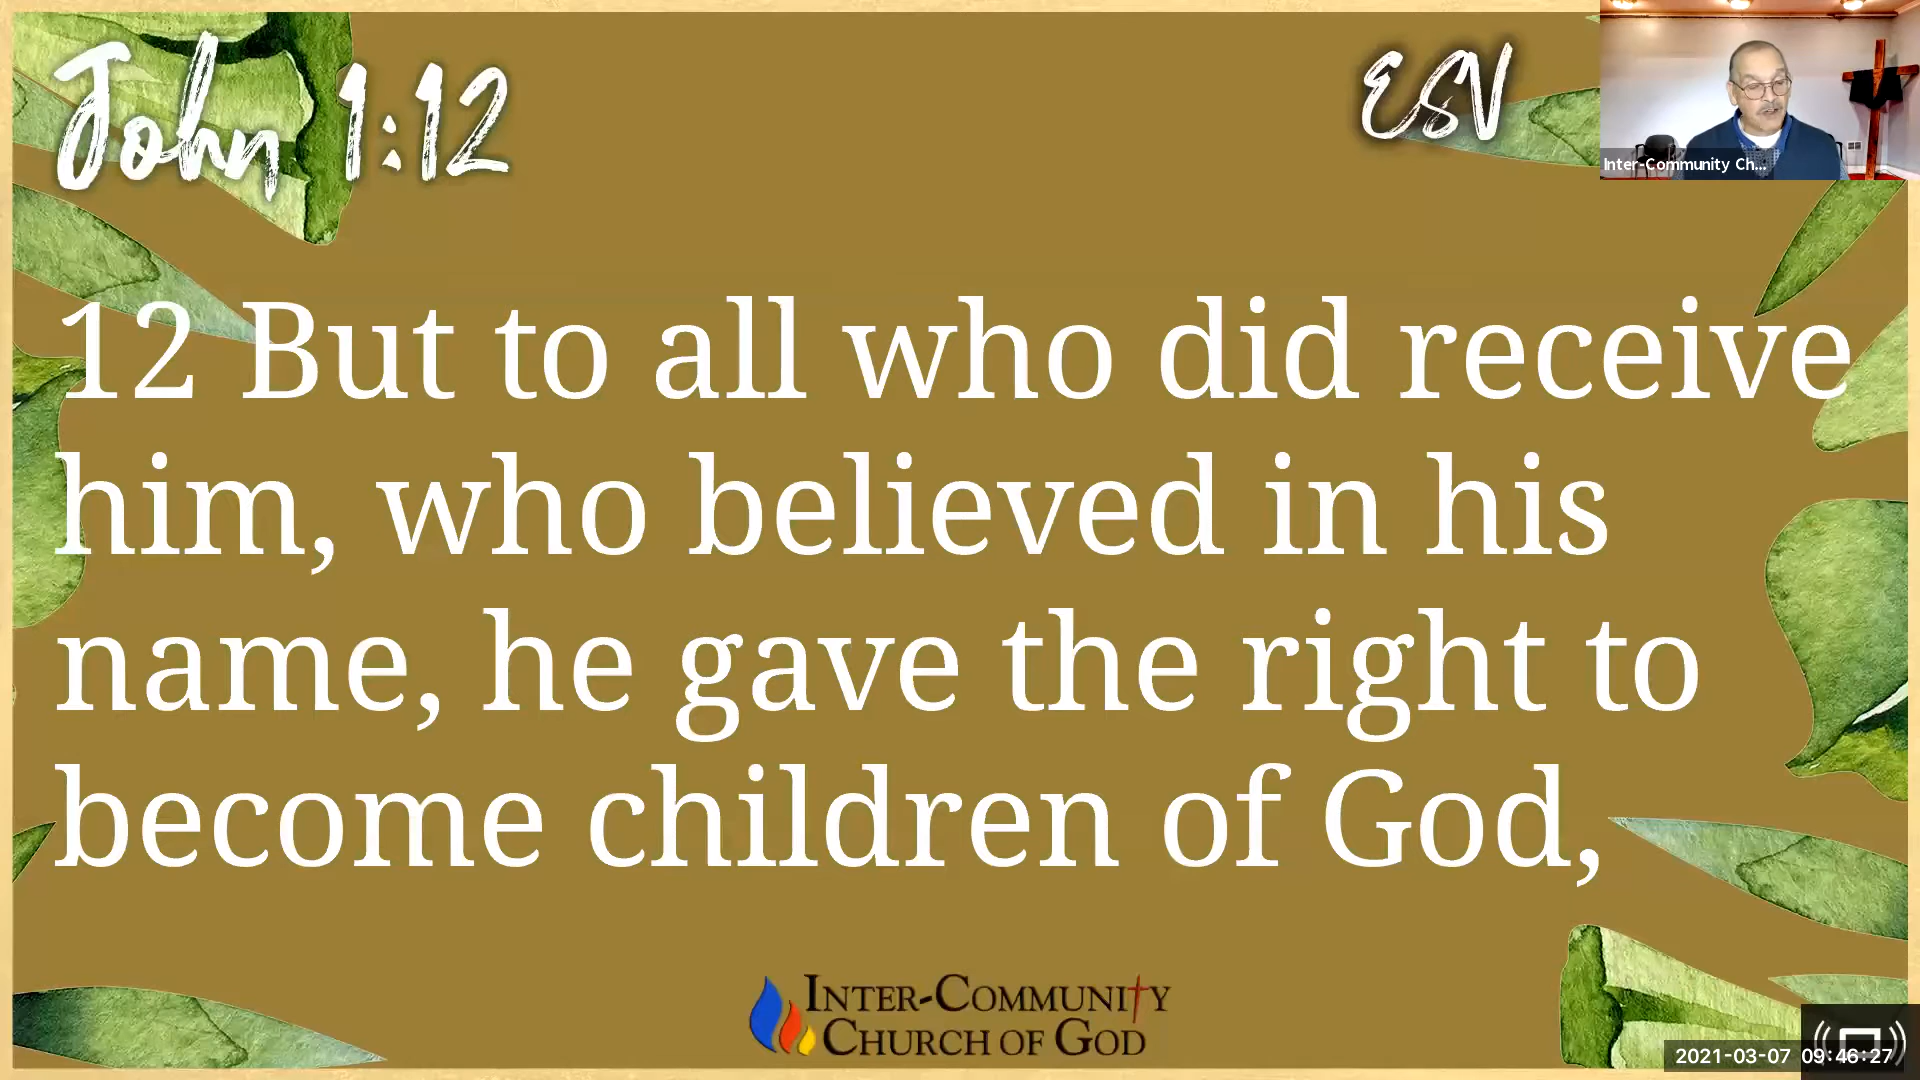 John 1:12
ESV
Inter-Community Ch...
12 But to all who did receive
him, who believed in his
name, he gave the right to
become children of God,
INTER-COMMUNITY
CHURCH OF GOD
2021-03-07 09:46:27